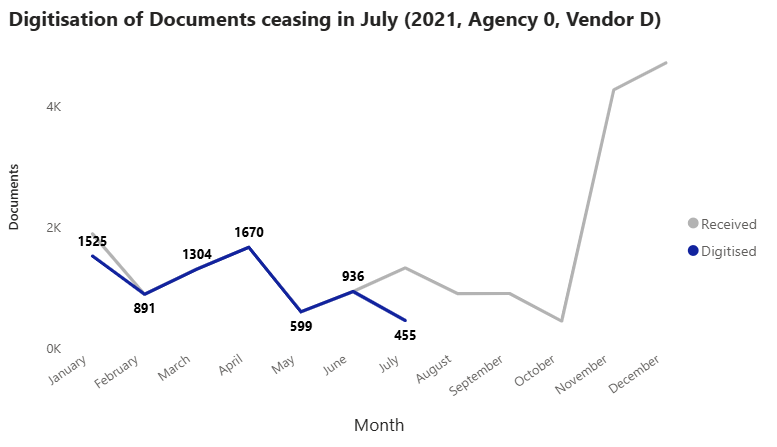 Digitisation of Documents ceasing in July (2021, Agency 0, Vendor D)
4K
2K
0K
Documents
1525
891
1304
1670
599
936
455
Received
Digitised
January
February
March
April
May
June
July
August
September
October
November
December
Month